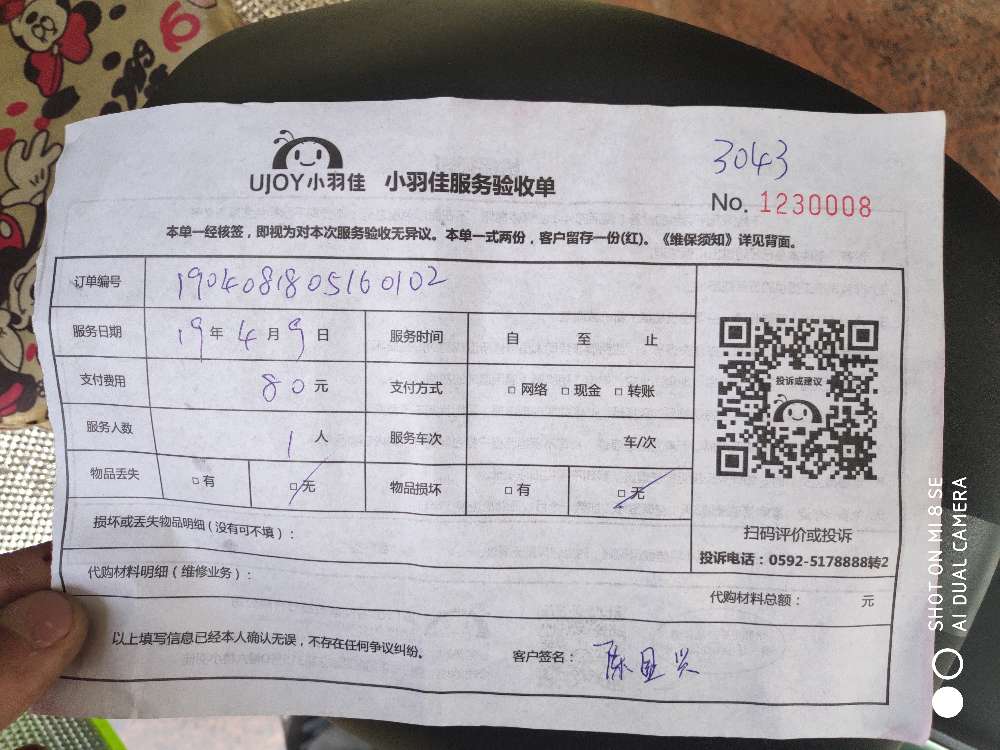 3043
UJOY小羽佳 小羽佳服务验收单
No. 1230008
本单一经核签，即视为对本次服务验收无异议。本单一式两份，客户留存一份(红)。《维保须知》详见背面。
订单编号 1904081805160102
服务日期 19年4月9日 服务时间 自 至 止
支付费用 80元 支付方式 □网络 □现金 □转账
服务人数 1人 服务车次 车/次
物品丢失 □有 □无 物品损坏 □有 □无
投诉或建议
扫码评价或投诉
投诉电话：0592-5178888转2
损坏或丢失物品明细（没有可不填）：
代购材料明细（维修业务）：
代购材料总额： 元
以上填写信息已经本人确认无误，不存在任何争议纠纷。
客户签名：陈国兴
SHOT ON MI 8 SE
AI DUAL CAMERA